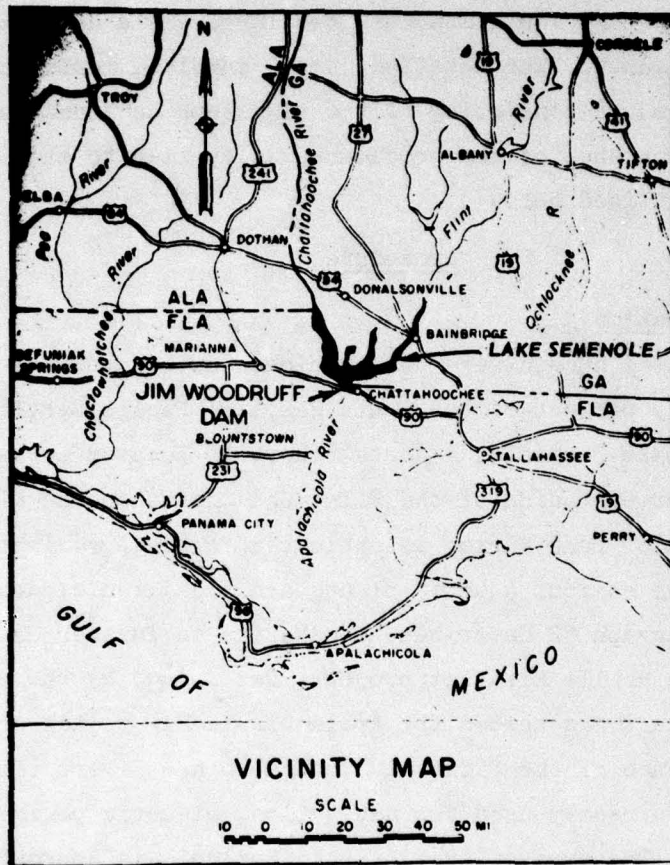 N
ALA
GA
TROY
CORDELE
19
27
41
River
Chattahoochee River
ALBANY
TIFTON
241
ELBA
84
Pea River
River
DOTHAN
Flint
R
19
Ochlocknee
84
DONALSONVILLE
ALA
FLA
BAINBRIDGE
MARIANNA
LAKE SEMENOLE
DEFUNIAK
SPRINGS
90
Choctawhatchee
GA
FLA
JIM WOODRUFF
DAM
CHATTAHOOCHEE
90
90
BLOUNTSTOWN
TALLAHASSEE
231
Apalachicola River
319
19
PANAMA CITY
PERRY
98
GULF OF MEXICO
APALACHICOLA
VICINITY MAP
SCALE
10 0 10 20 30 40 50 MI